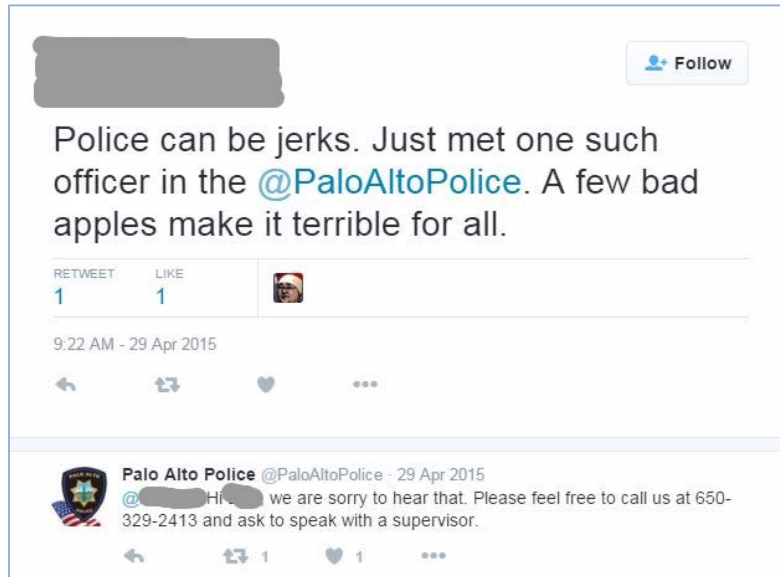 Follow
Police can be jerks. Just met one such
officer in the @PaloAltoPolice. A few bad
apples make it terrible for all.
RETWEET LIKE
1 1
9:22 AM - 29 Apr 2015
Palo Alto Police @PaloAltoPolice · 29 Apr 2015
@ Hi , we are sorry to hear that. Please feel free to call us at 650-
329-2413 and ask to speak with a supervisor.
1 1